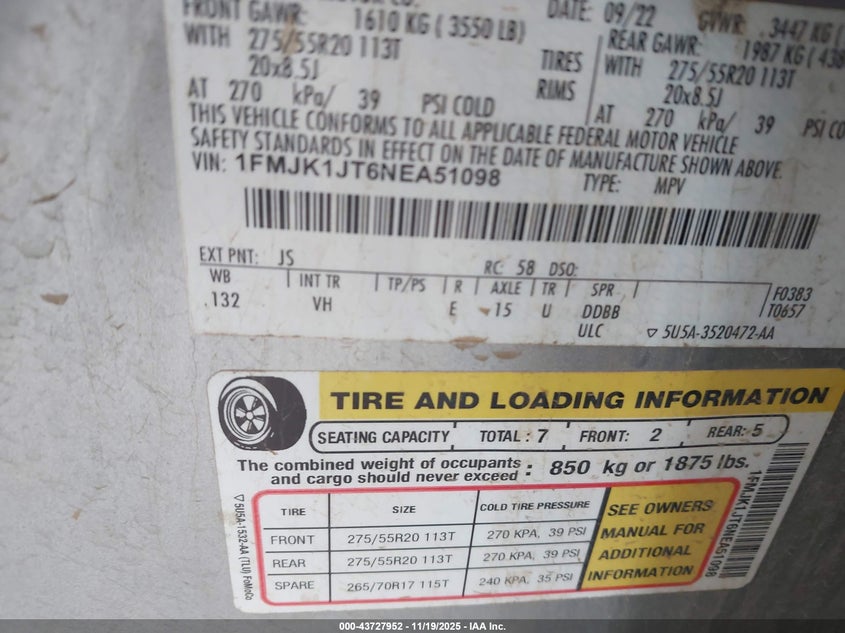 MOTOR CO.
DATE: 09/22
GVWR: 3447 KG (
FRONT GAWR: 1610 KG ( 3550 LB)
REAR GAWR: 1987 KG ( 438
WITH 275/55R20 113T TIRES
WITH 275/55R20 113T
20x8.5J RIMS
20x8.5J
AT 270 kPa/ 39 PSI COLD
AT 270 kPa/ 39 PSI CO
THIS VEHICLE CONFORMS TO ALL APPLICABLE FEDERAL MOTOR VEHICLE
SAFETY STANDARDS IN EFFECT ON THE DATE OF MANUFACTURE SHOWN ABOVE.
VIN: 1FMJK1JT6NEA51098
TYPE: MPV
EXT PNT: JS RC: 58 DSO:
WB INT TR TP/PS R AXLE TR SPR
132 VH E 15 U DDBB
ULC
F0383
T0657
▽ 5U5A-3520472-AA
TIRE AND LOADING INFORMATION
SEATING CAPACITY TOTAL : 7 FRONT: 2 REAR: 5
The combined weight of occupants and cargo should never exceed : 850 kg or 1875 lbs.
TIRE SIZE COLD TIRE PRESSURE
FRONT 275/55R20 113T 270 KPA, 39 PSI
REAR 275/55R20 113T 270 KPA, 39 PSI
SPARE 265/70R17 115T 240 KPA, 35 PSI
SEE OWNERS
MANUAL FOR
ADDITIONAL
INFORMATION
▽ 5U5A-1532-AA (TLU) FoMoCo
1FMJK1JT6NEA51098
000-43727952 | 11/19/2025 - IAA Inc.